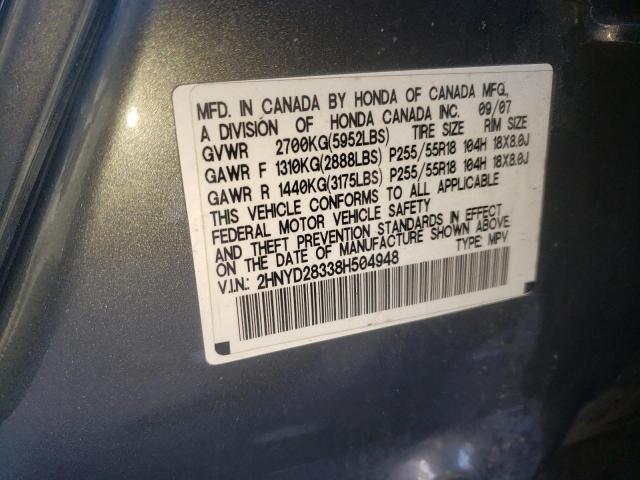 MFD. IN CANADA BY HONDA OF CANADA MFG.,
A DIVISION OF HONDA CANADA INC. 09/07
GVWR 2700KG(5952LBS) TIRE SIZE RIM SIZE
GAWR F 1310KG(2888LBS) P255/55R18 104H 18X8.0J
GAWR R 1440KG(3175LBS) P255/55R18 104H 18X8.0J
THIS VEHICLE CONFORMS TO ALL APPLICABLE
FEDERAL MOTOR VEHICLE SAFETY
AND THEFT PREVENTION STANDARDS IN EFFECT
ON THE DATE OF MANUFACTURE SHOWN ABOVE.
V.I.N.: 2HNYD28338H504948 TYPE: MPV